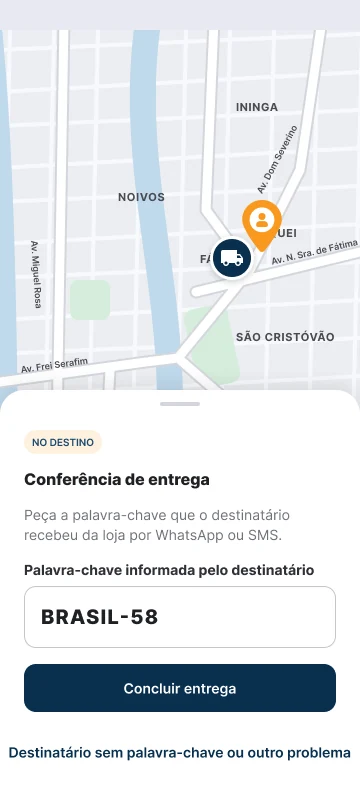 ININGA
Av. Dom Severino
NOIVOS
Av. N. Sra. de Fátima
Av. Miguel Rosa
SÃO CRISTÓVÃO
Av. Frei Serafim
NO DESTINO
Conferência de entrega
Peça a palavra-chave que o destinatário
recebeu da loja por WhatsApp ou SMS.
Palavra-chave informada pelo destinatário
BRASIL-58
Concluir entrega
Destinatário sem palavra-chave ou outro problema